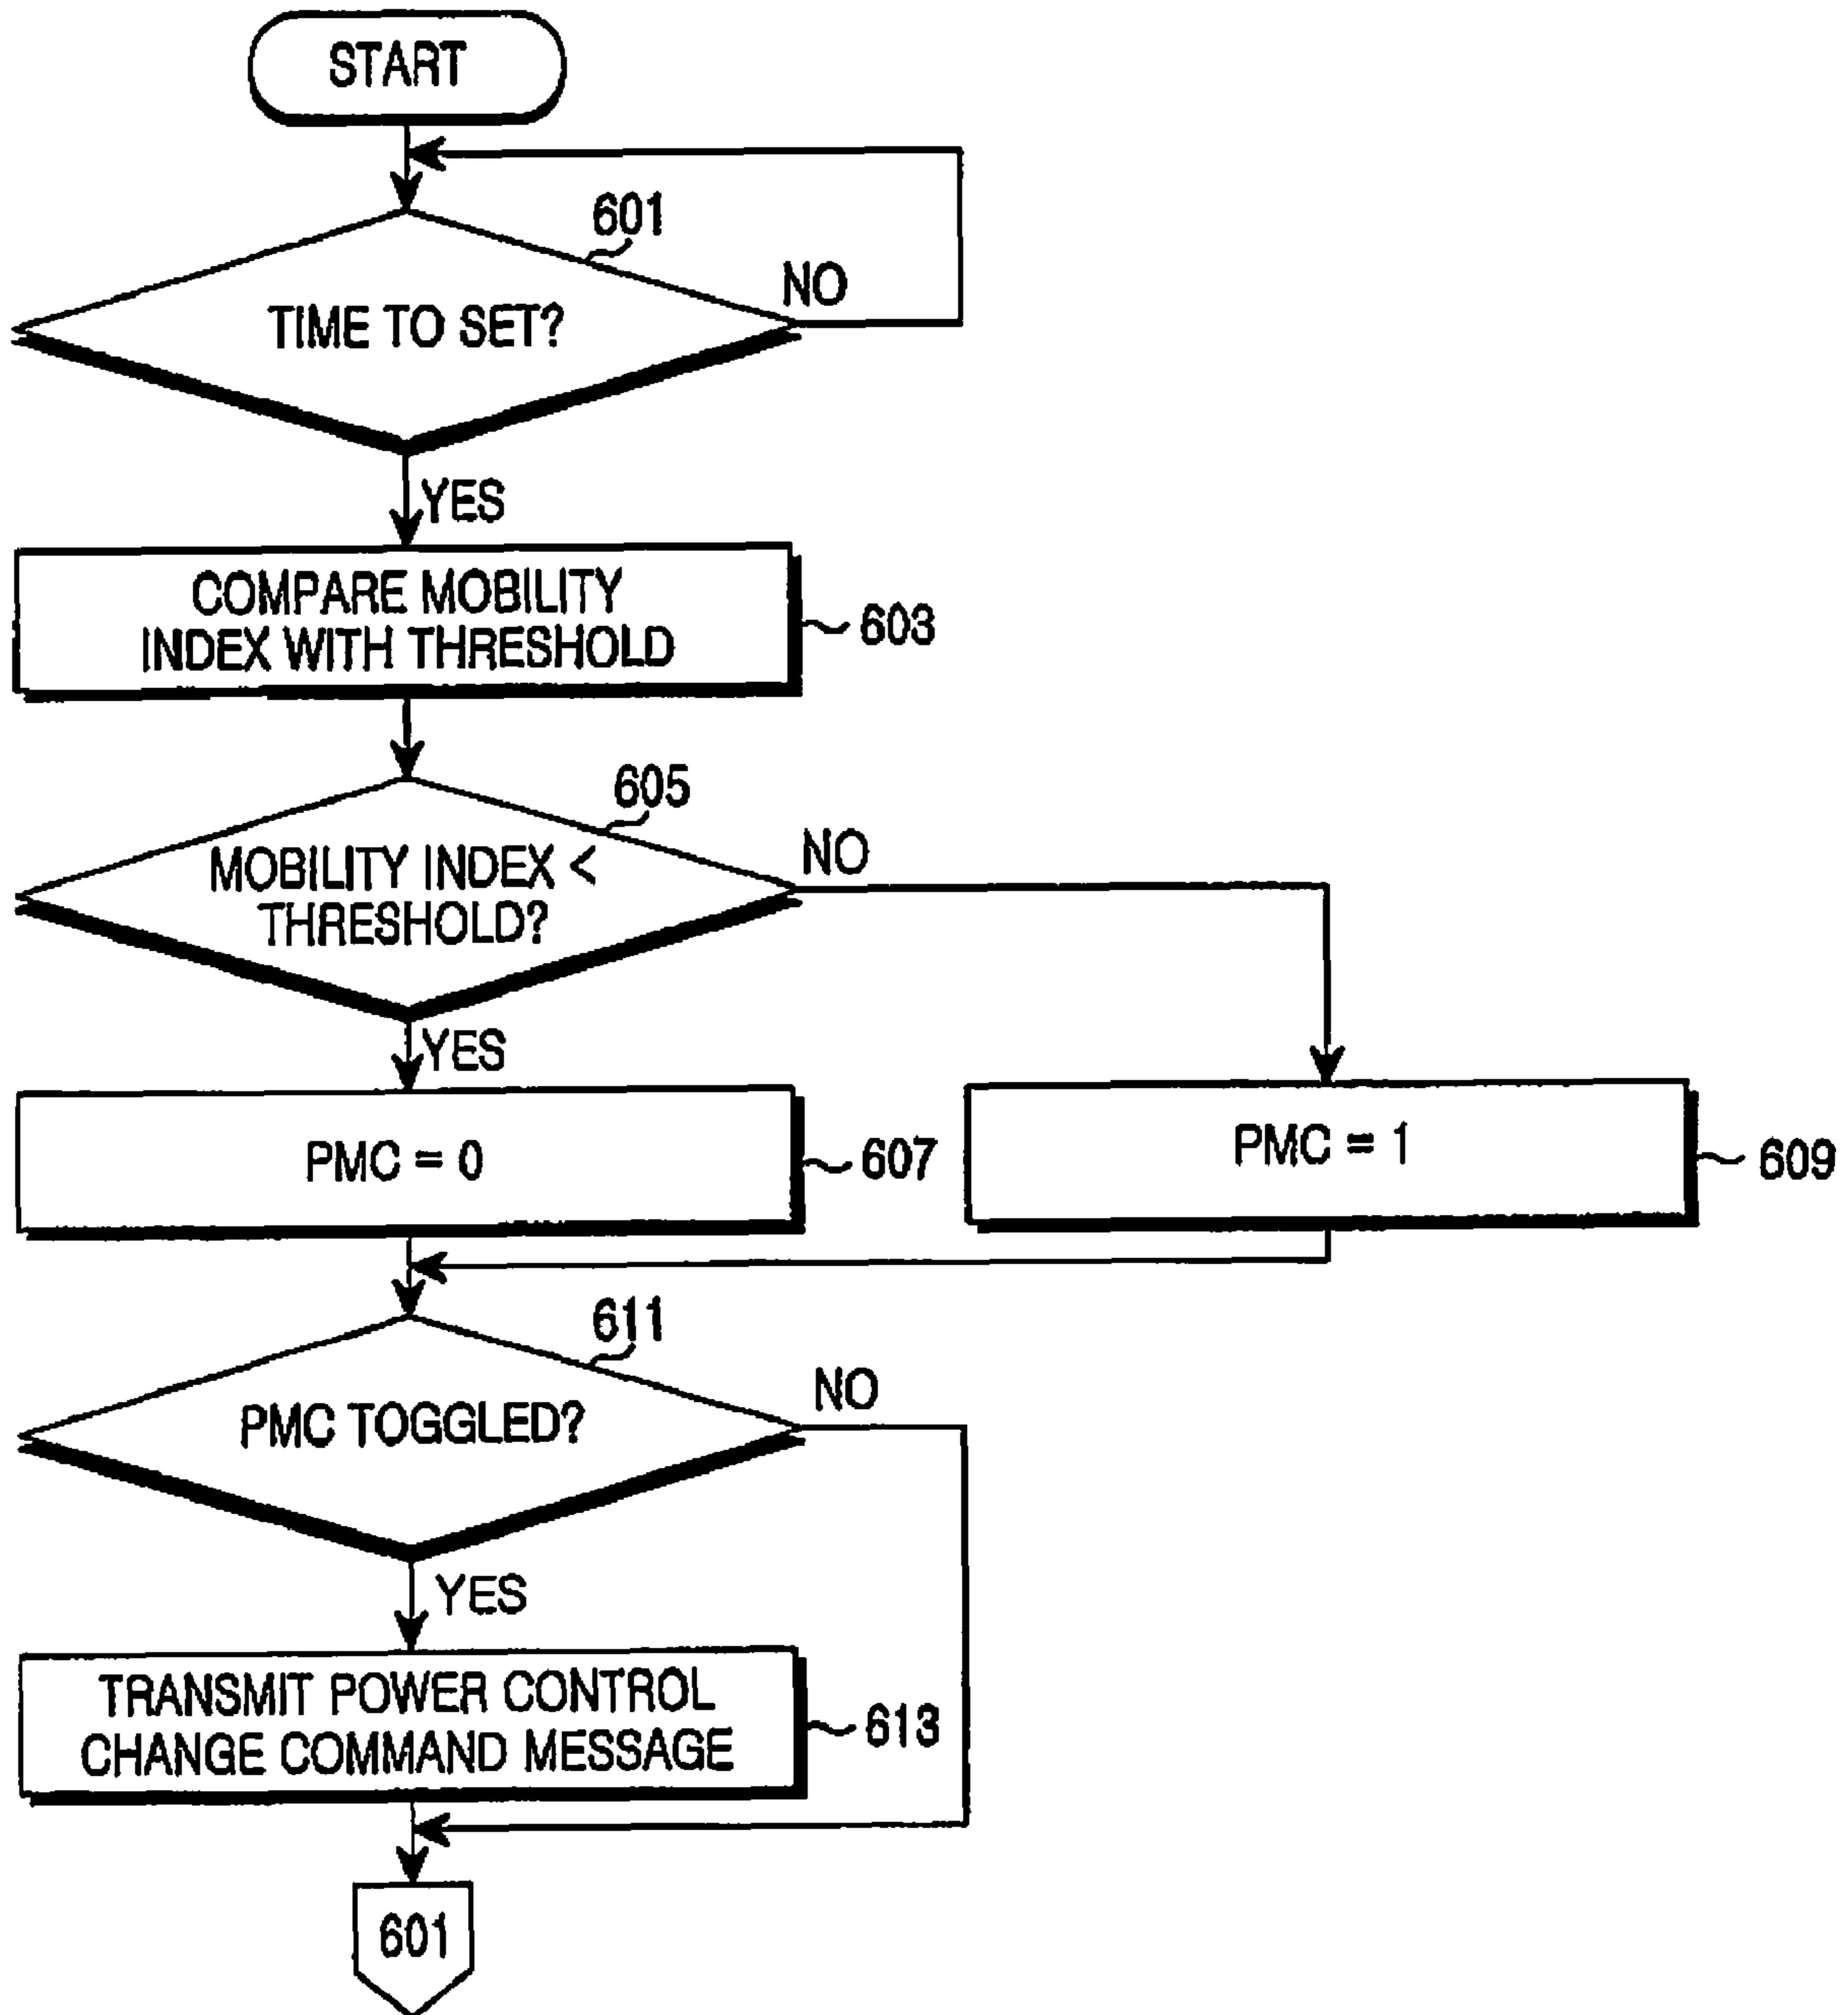 START
601
TIME TO SET?
NO
YES
COMPARE MOBILITY
INDEX WITH THRESHOLD
603
605
MOBILITY INDEX <
THRESHOLD?
NO
YES
PMC = 0
607
PMC = 1
609
611
PMC TOGGLED?
NO
YES
TRANSMIT POWER CONTROL
CHANGE COMMAND MESSAGE
613
601